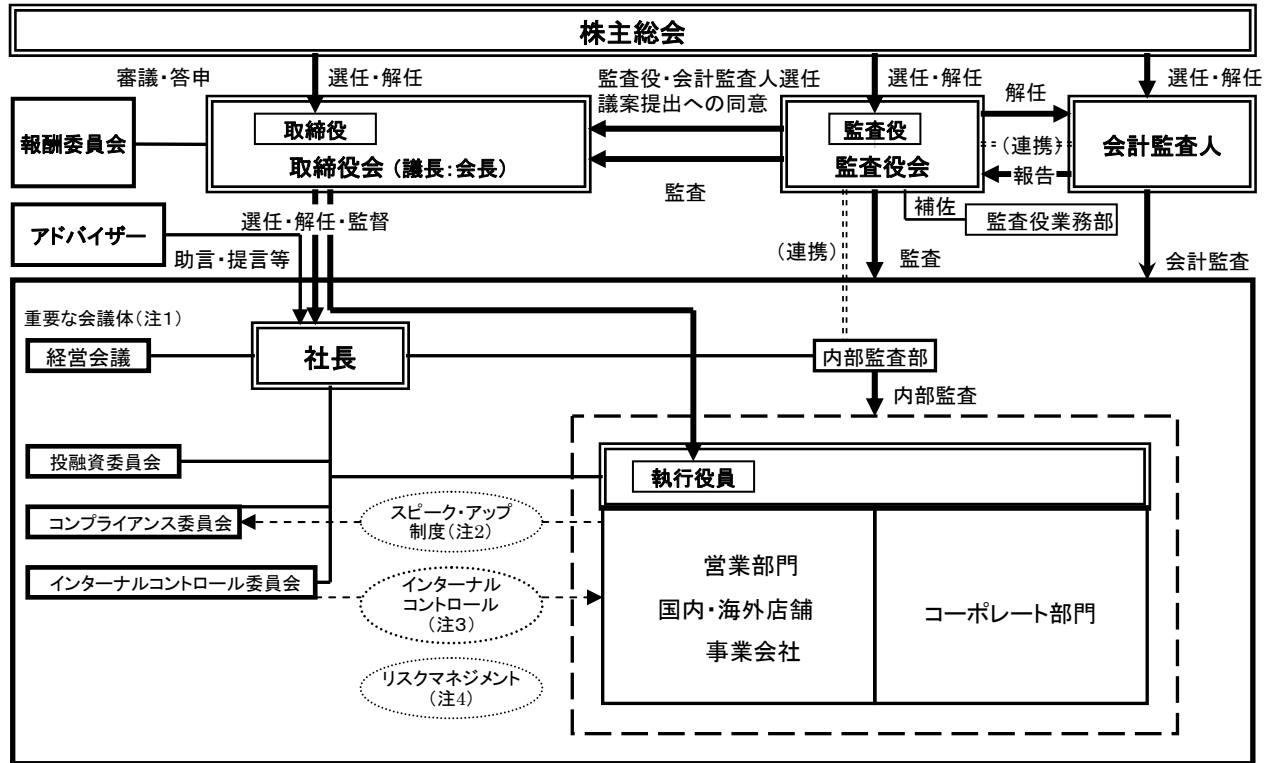 株主総会
審議・答申
選任・解任
監査役・会計監査人選任
議案提出への同意
選任・解任
解任
選任・解任
報酬委員会
取締役
取締役会（議長：会長）
監査役
監査役会
（連携）
報告
会計監査人
監査
補佐
監査役業務部
アドバイザー
選任・解任・監督
助言・提言等
（連携）
監査
会計監査
重要な会議体（注１）
経営会議
社長
内部監査部
内部監査
投融資委員会
執行役員
コンプライアンス委員会
スピーク・アップ
制度（注2）
インターナルコントロール委員会
インターナル
コントロール
（注３）
営業部門
国内・海外店舗
事業会社
コーポレート部門
リスクマネジメント
（注4）